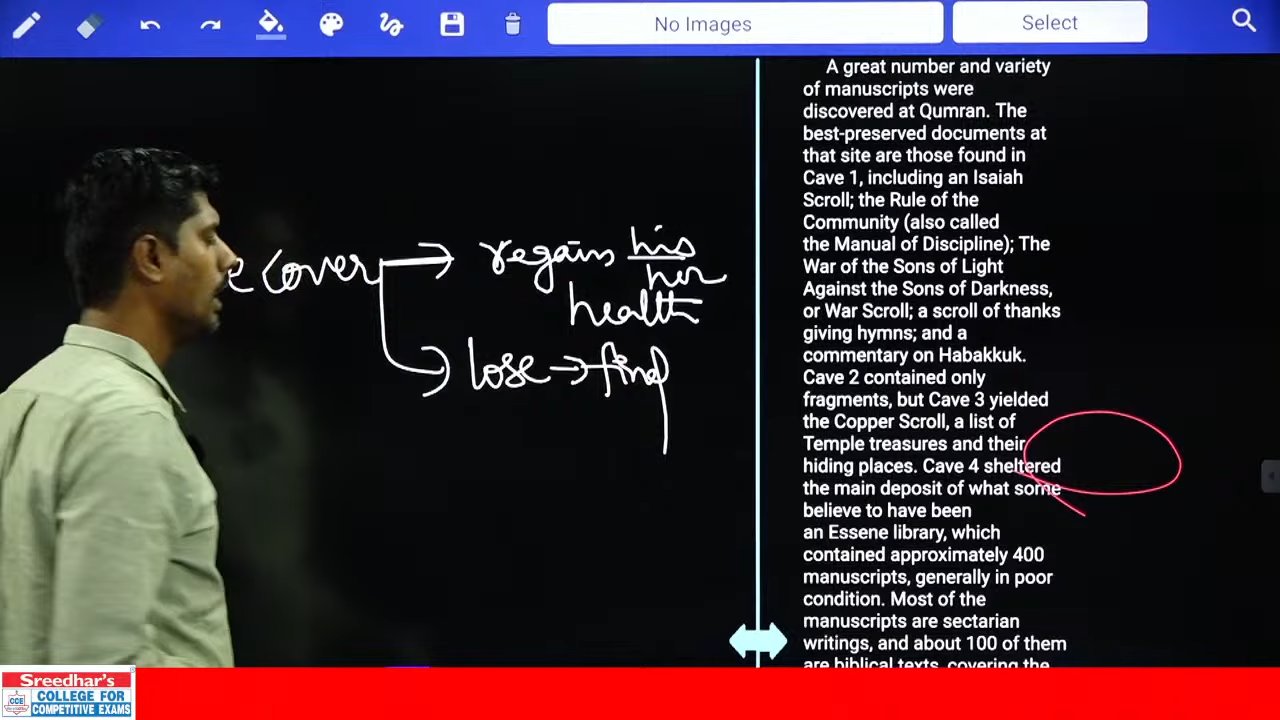 No Images
Select
ecover → regains his
her
health
→ lose → find
A great number and variety
of manuscripts were
discovered at Qumran. The
best-preserved documents at
that site are those found in
Cave 1, including an Isaiah
Scroll; the Rule of the
Community (also called
the Manual of Discipline); The
War of the Sons of Light
Against the Sons of Darkness,
or War Scroll; a scroll of thanks
giving hymns; and a
commentary on Habakkuk.
Cave 2 contained only
fragments, but Cave 3 yielded
the Copper Scroll, a list of
Temple treasures and their
hiding places. Cave 4 sheltered
the main deposit of what some
believe to have been
an Essene library, which
contained approximately 400
manuscripts, generally in poor
condition. Most of the
manuscripts are sectarian
writings, and about 100 of them
are biblical texts, covering the
Sreedhar's
CCE
COLLEGE FOR
COMPETITIVE EXAMS